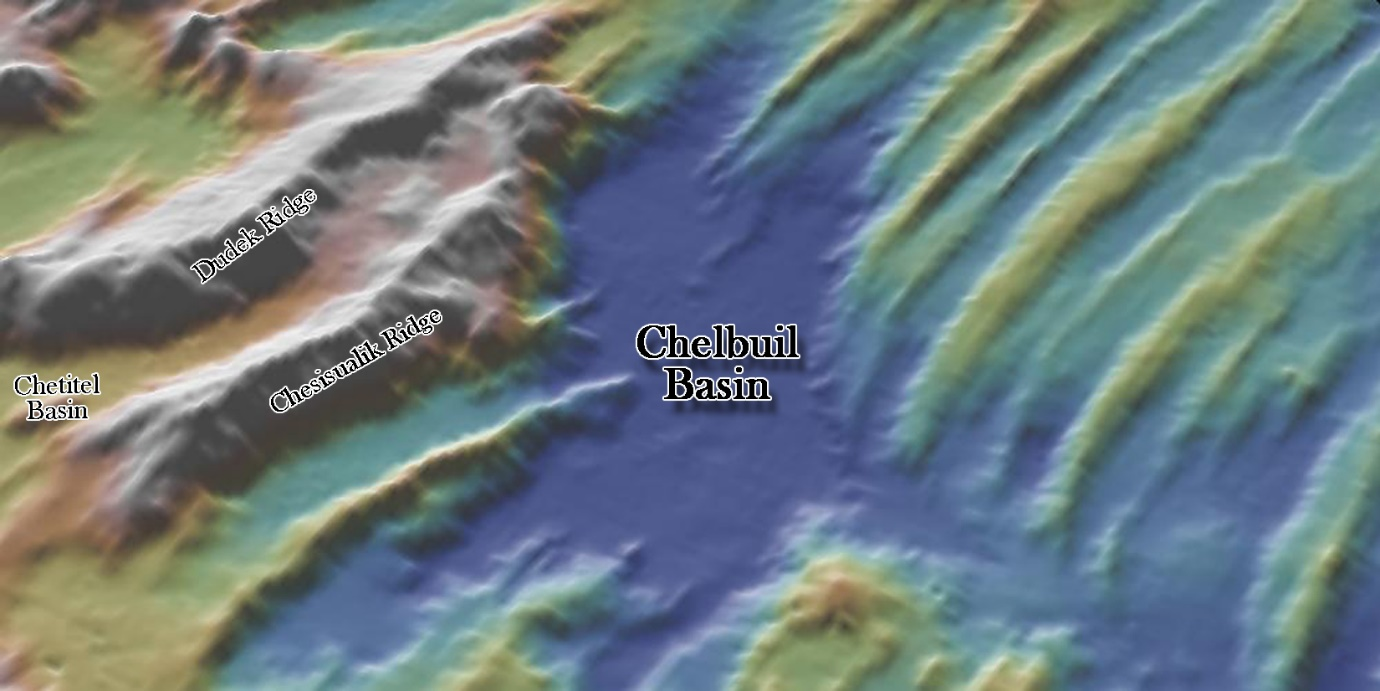 Dudek Ridge
Chesisualik Ridge
Chetitel
Basin
Chelbuil
Basin